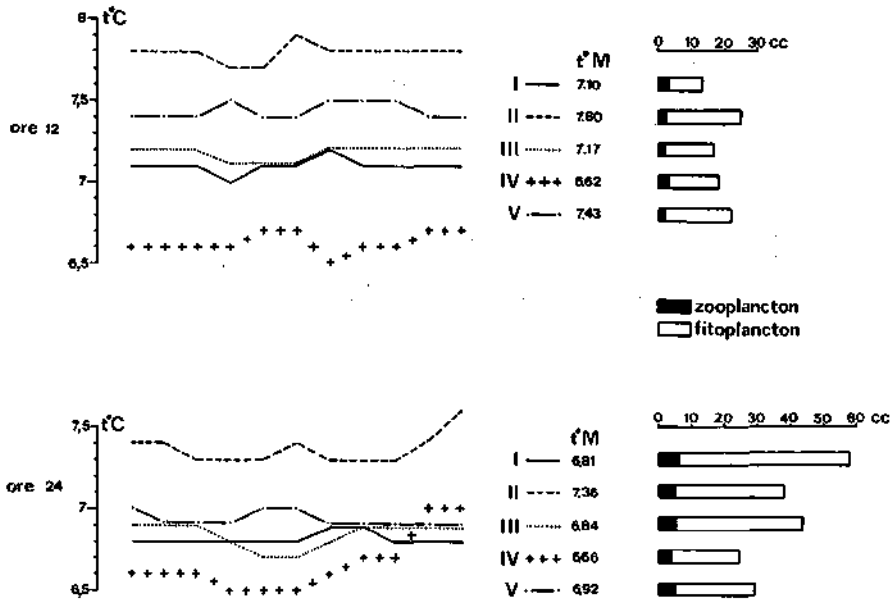 8 t°C
0 10 20 30 cc
t°M
I 7,10
7,5
II 7,80
ore 12
III 7,17
7
IV +++ 6,62
V 7,43
6,5
zooplancton
fitoplancton
7,5 t°C
0 10 20 30 40 50 60 cc
t°M
I 6,81
ore 24
II 7,36
7
III 6,84
IV +++ 6,66
6,5
V 6,92